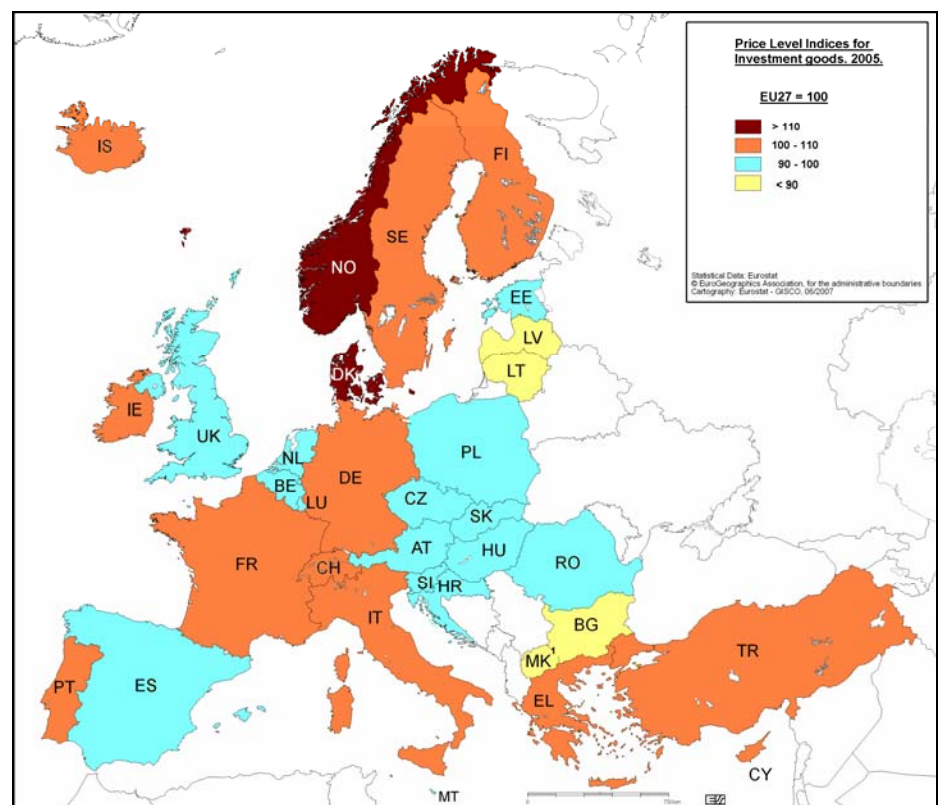 Price Level Indices for
Investment goods. 2005.
EU27 = 100
> 110
100 - 110
90 - 100
< 90
Statistical Data: Eurostat
© EuroGeographics Association, for the administrative boundaries
Cartography: Eurostat - GISCO, 06/2007
IS
FI
SE
NO
EE
LV
LT
DK
IE
UK
NL
BE
LU
DE
PL
CZ
SK
AT
HU
FR
CH
SI
HR
RO
IT
BG
MK¹
TR
PT
ES
EL
CY
MT
0